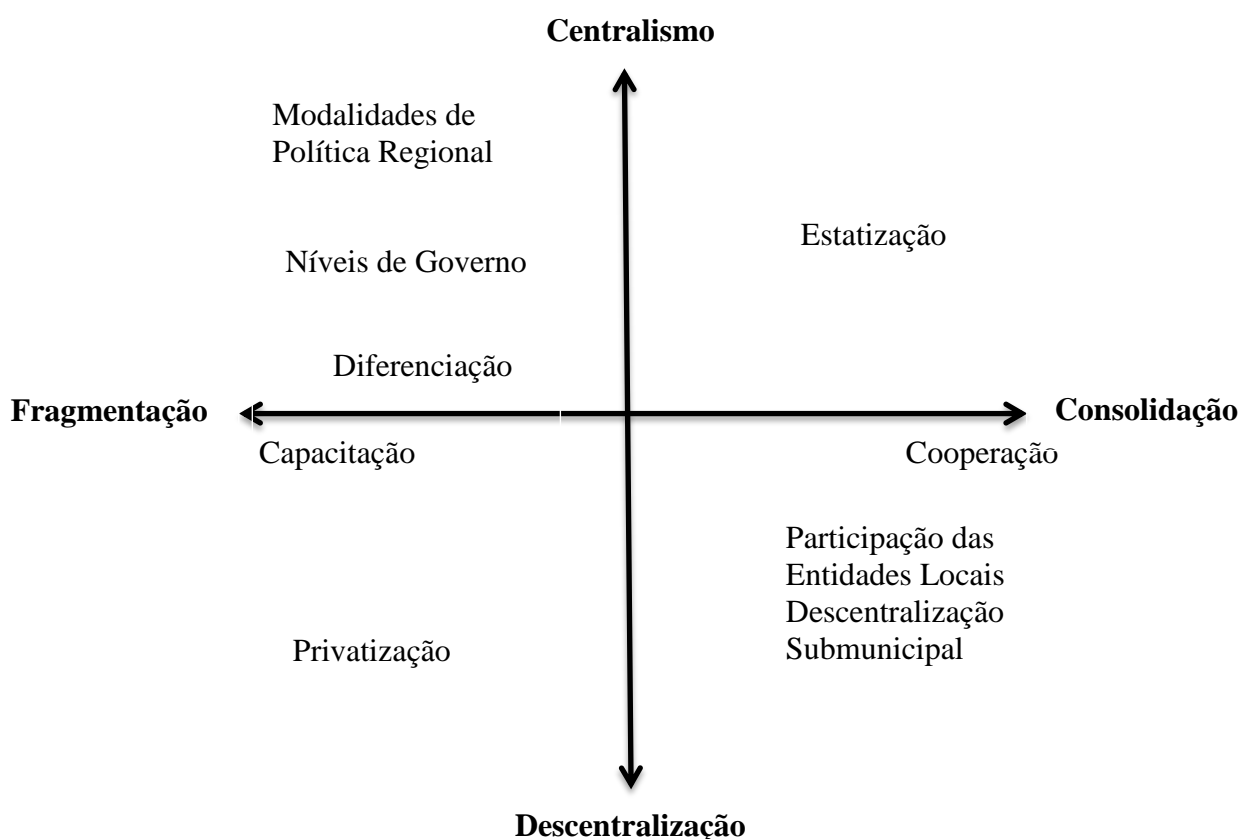 Centralismo
Modalidades de
Política Regional
Estatização
Níveis de Governo
Diferenciação
Fragmentação
Consolidação
Capacitação
Cooperação
Participação das
Entidades Locais
Descentralização
Submunicipal
Privatização
Descentralização